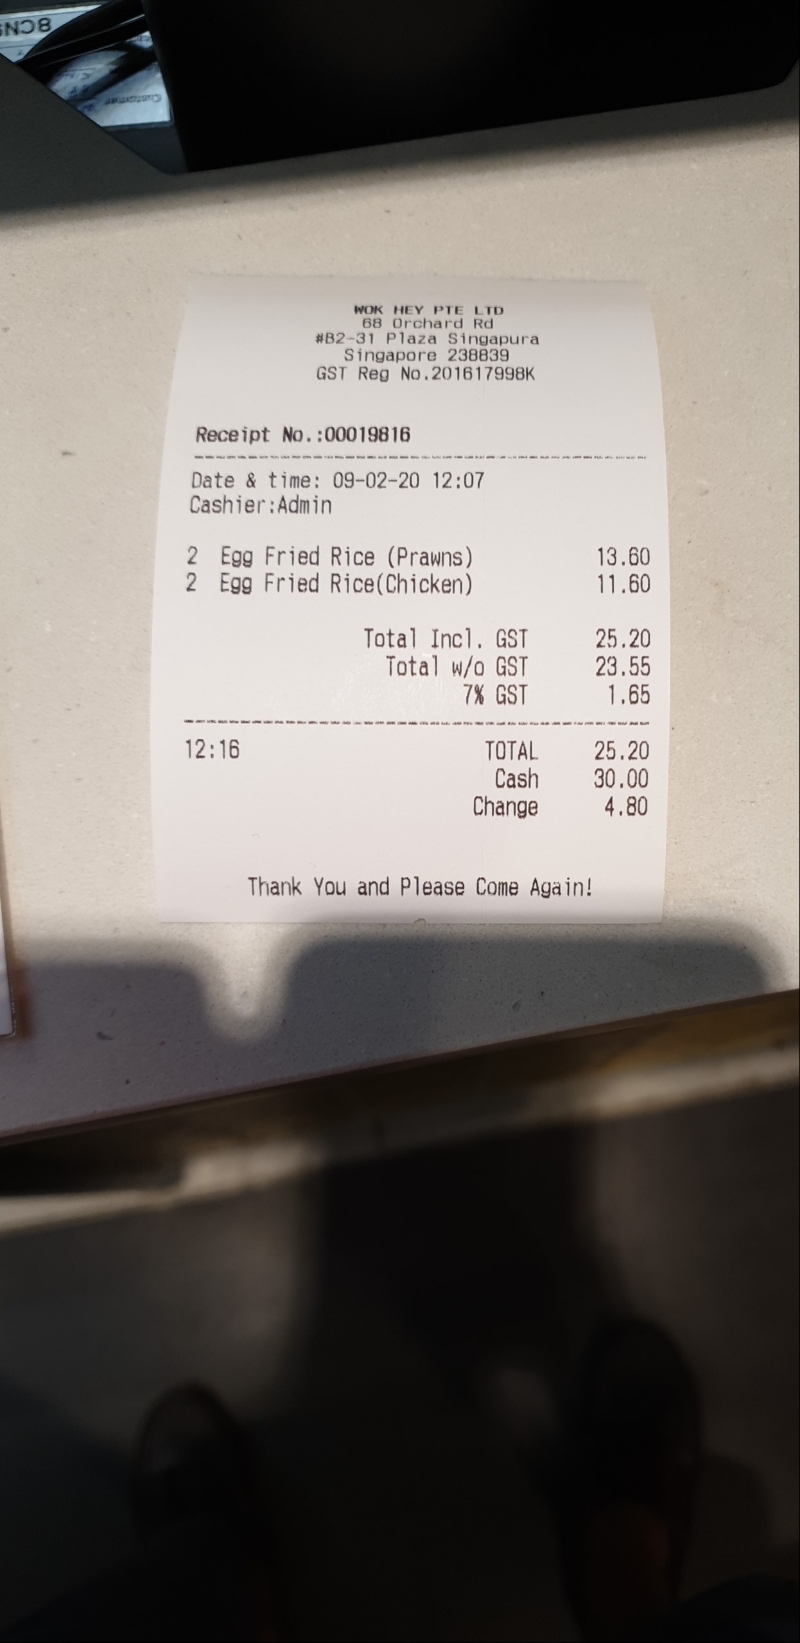 WOK HEY PTE LTD
68 Orchard Rd
#B2-31 Plaza Singapura
Singapore 238839
GST Reg No.201617998K
Receipt No.:00019816
Date & time: 09-02-20 12:07
Cashier:Admin
2 Egg Fried Rice (Prawns) 13.60
2 Egg Fried Rice(Chicken) 11.60
Total Incl. GST 25.20
Total w/o GST 23.55
7% GST 1.65
12:16 TOTAL 25.20
Cash 30.00
Change 4.80
Thank You and Please Come Again!
Customer